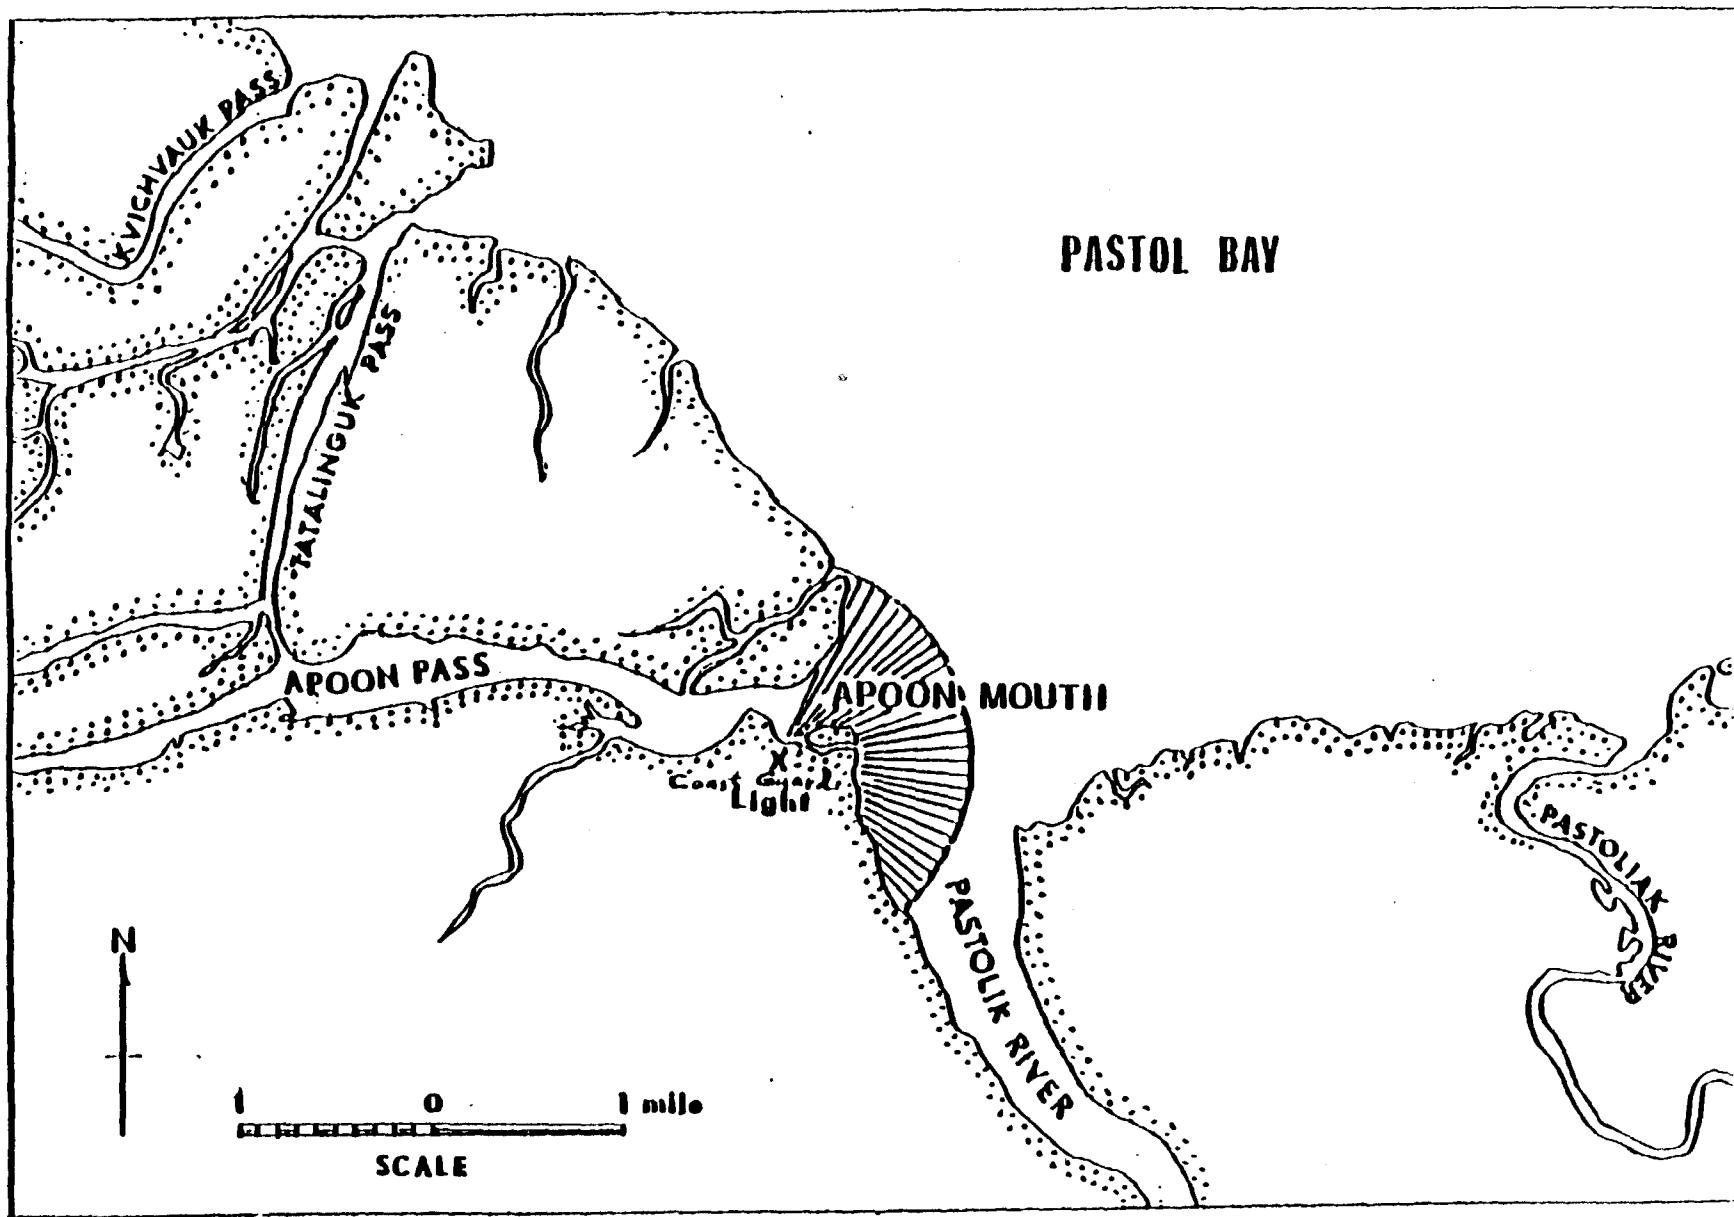 KVICHVAUK PASS
PASTOL BAY
TATALINGUK PASS
APOON PASS
APOON MOUTH
X
Coast Guard
Light
PASTOLIAK RIVER
PASTOLIK RIVER
N
1 0 1 mile
SCALE